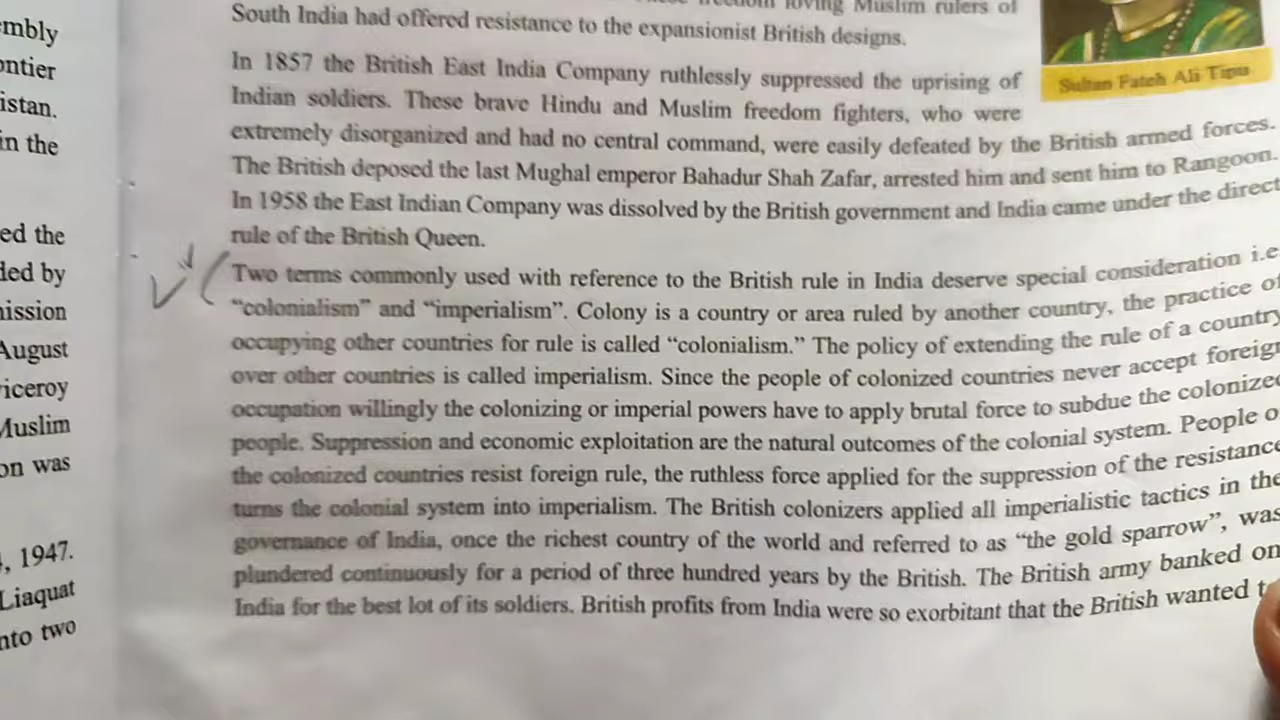 mbly
ontier
istan.
in the
ed the
ded by
mission
August
iceroy
Muslim
on was
, 1947.
Liaquat
nto two
freedom loving Muslim rulers of
South India had offered resistance to the expansionist British designs.
Sultan Fateh Ali Tipu
In 1857 the British East India Company ruthlessly suppressed the uprising of
Indian soldiers. These brave Hindu and Muslim freedom fighters, who were
extremely disorganized and had no central command, were easily defeated by the British armed forces.
The British deposed the last Mughal emperor Bahadur Shah Zafar, arrested him and sent him to Rangoon.
In 1958 the East Indian Company was dissolved by the British government and India came under the direct
rule of the British Queen.
Two terms commonly used with reference to the British rule in India deserve special consideration i.e
“colonialism” and “imperialism”. Colony is a country or area ruled by another country, the practice of
occupying other countries for rule is called “colonialism.” The policy of extending the rule of a country
over other countries is called imperialism. Since the people of colonized countries never accept foreign
occupation willingly the colonizing or imperial powers have to apply brutal force to subdue the colonized
people. Suppression and economic exploitation are the natural outcomes of the colonial system. People o
the colonized countries resist foreign rule, the ruthless force applied for the suppression of the resistance
turns the colonial system into imperialism. The British colonizers applied all imperialistic tactics in the
governance of India, once the richest country of the world and referred to as “the gold sparrow”, was
plundered continuously for a period of three hundred years by the British. The British army banked on
India for the best lot of its soldiers. British profits from India were so exorbitant that the British wanted t